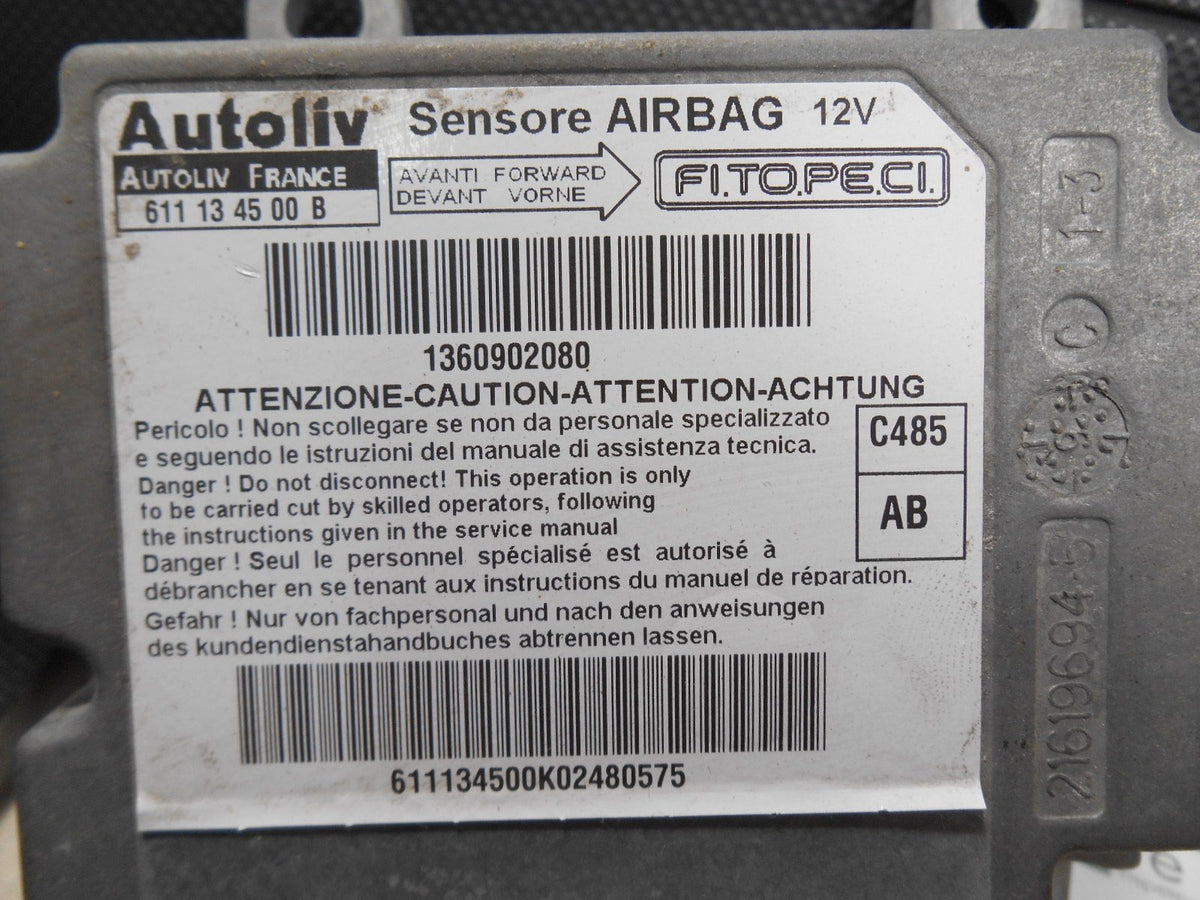 Autoliv Sensore AIRBAG 12V
AUTOLIV FRANCE
611 13 45 00 B
AVANTI FORWARD
DEVANT VORNE
FI.TO.PE.CI.
1360902080
ATTENZIONE-CAUTION-ATTENTION-ACHTUNG
Pericolo ! Non scollegare se non da personale specializzato
e seguendo le istruzioni del manuale di assistenza tecnica.
Danger ! Do not disconnect! This operation is only
to be carried cut by skilled operators, following
the instructions given in the service manual
Danger ! Seul le personnel spécialisé est autorisé à
débrancher en se tenant aux instructions du manuel de réparation.
Gefahr ! Nur von fachpersonal und nach den anweisungen
des kundendienstahandbuches abtrennen lassen.
C485
AB
611134500K02480575
1-3
C
21619694-5